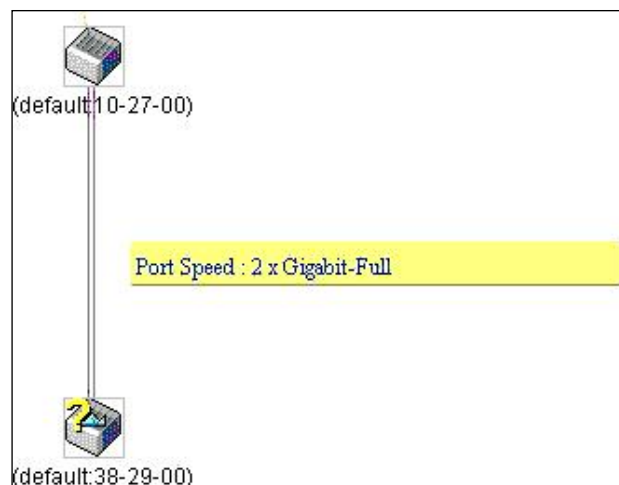 (default:10-27-00)
Port Speed : 2 x Gigabit-Full
(default:38-29-00)